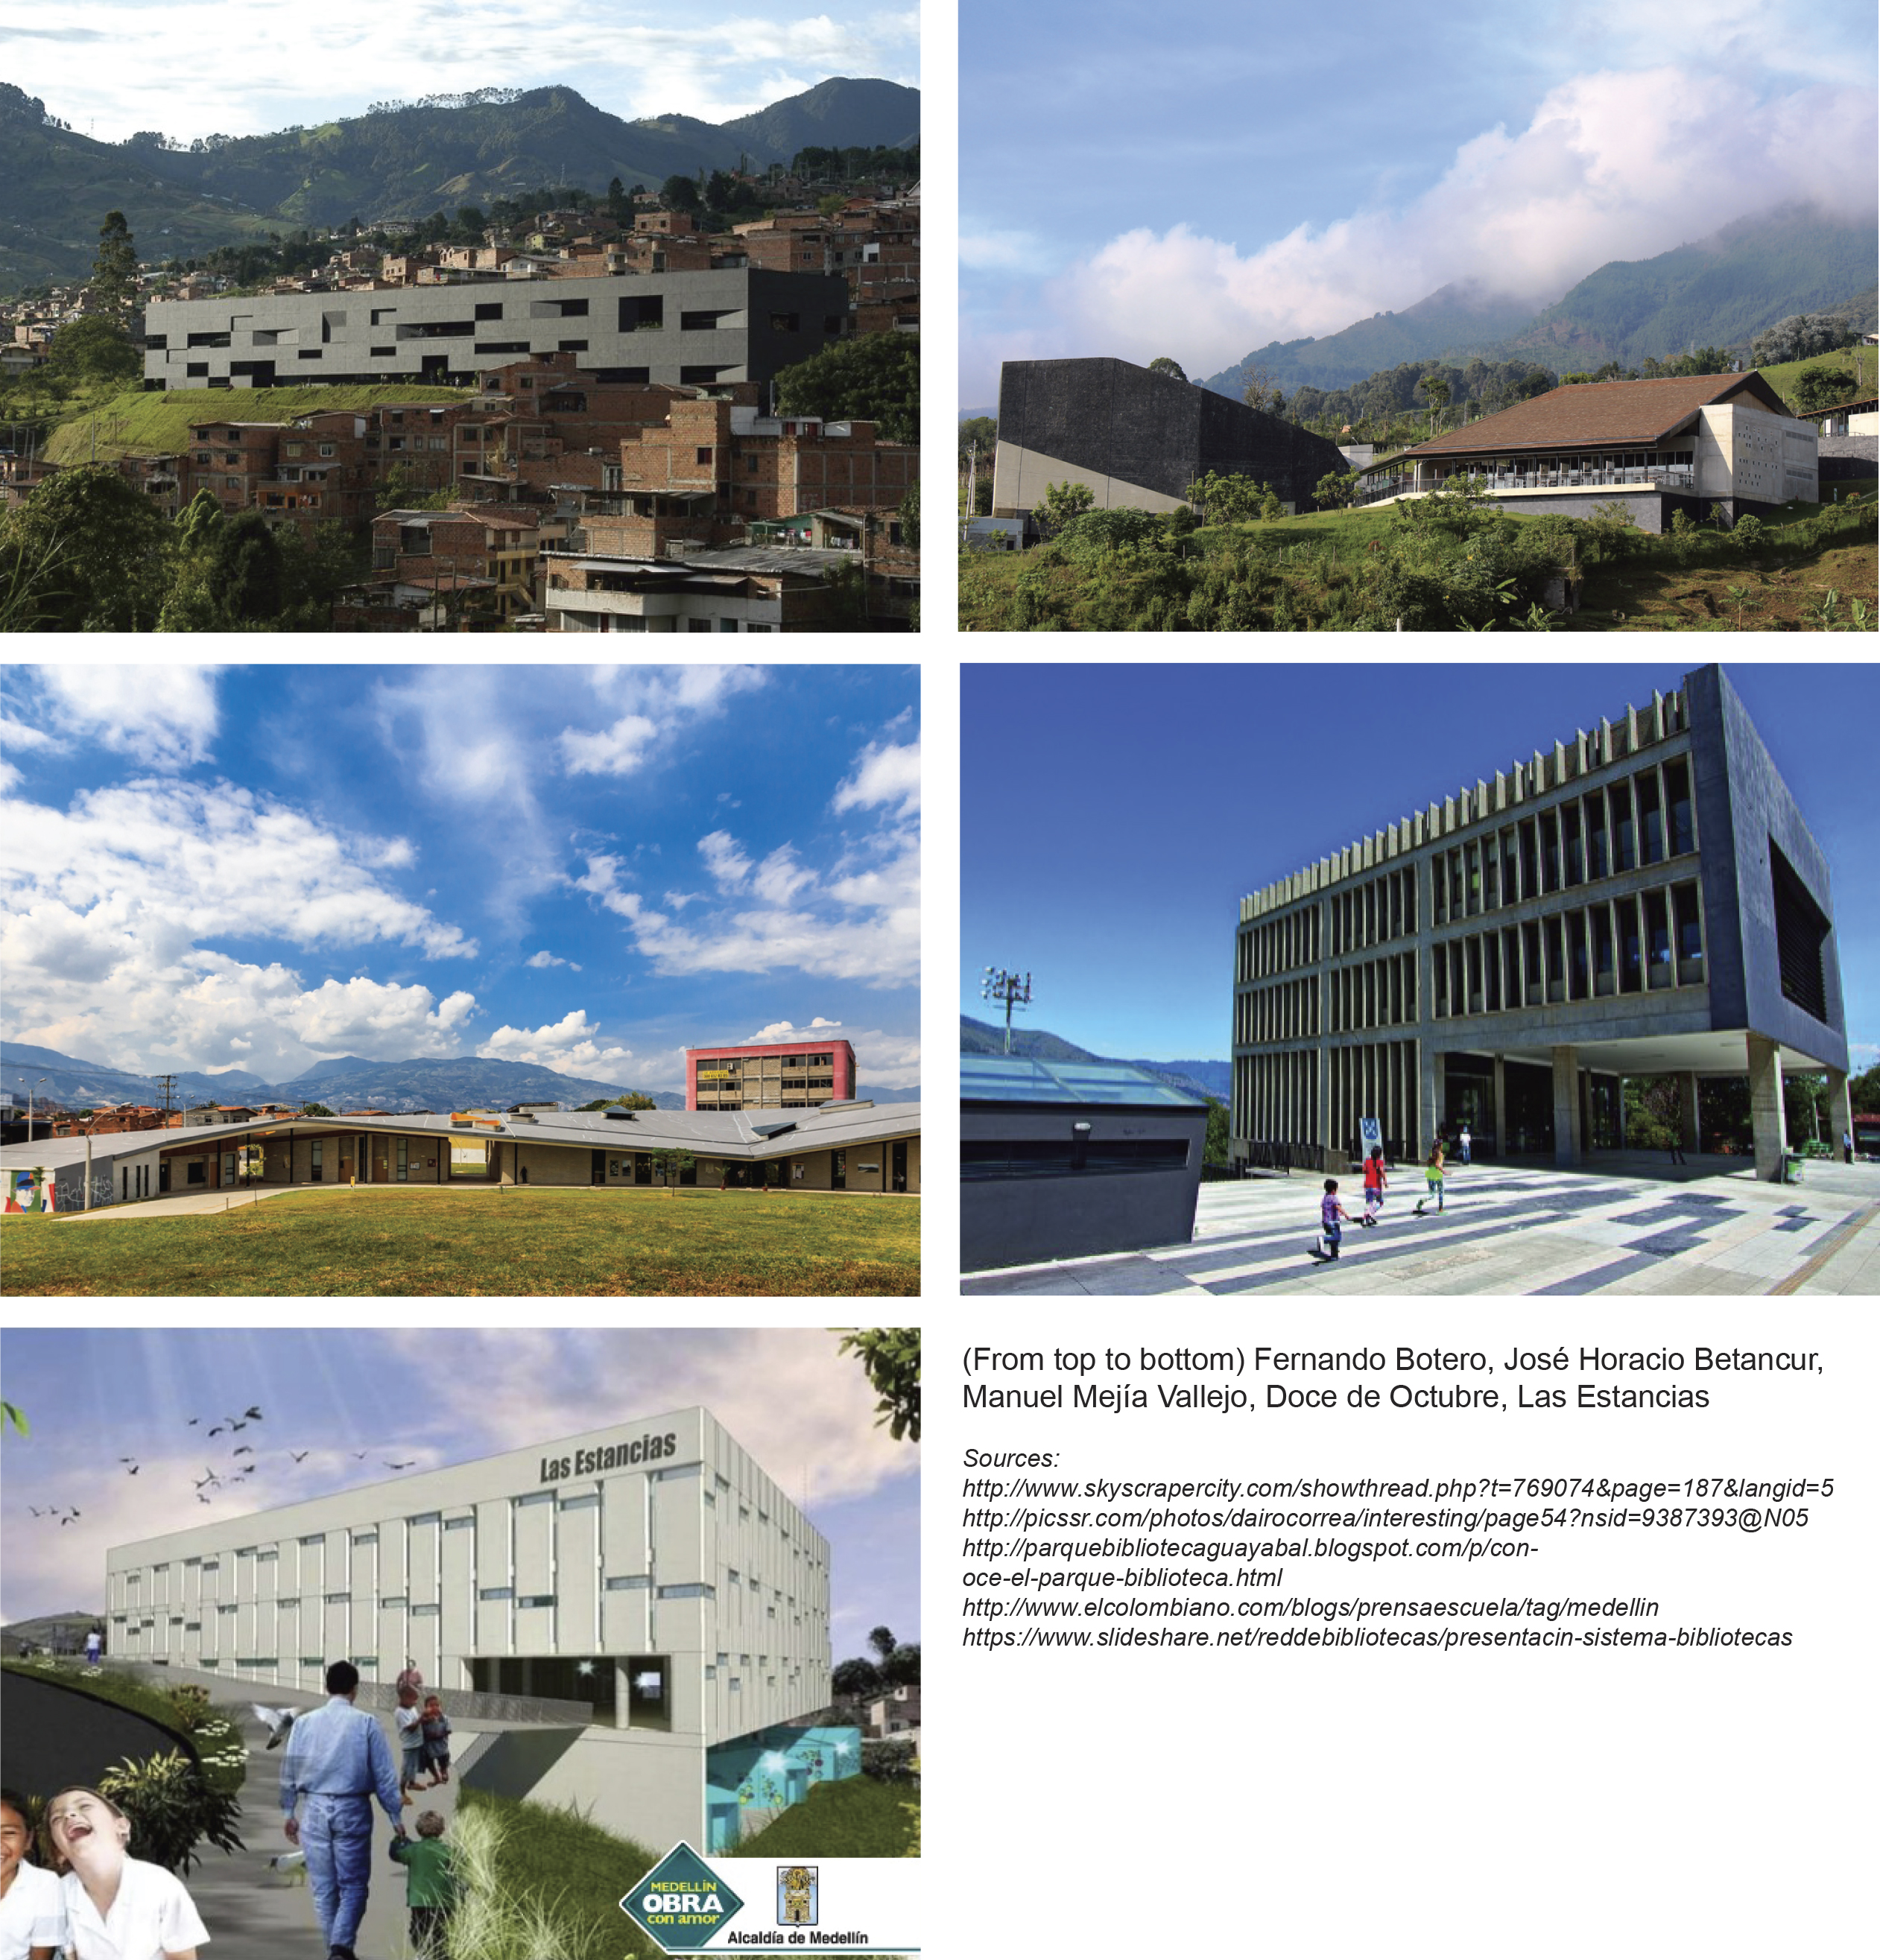 Las Estancias
MEDELLÍN
OBRA
con amor
Alcaldía de Medellín
(From top to bottom) Fernando Botero, José Horacio Betancur,
Manuel Mejía Vallejo, Doce de Octubre, Las Estancias
Sources:
http://www.skyscrapercity.com/showthread.php?t=769074&page=187&langid=5
http://picssr.com/photos/dairocorrea/interesting/page54?nsid=9387393@N05
http://parquebibliotecaguayabal.blogspot.com/p/con-
oce-el-parque-biblioteca.html
http://www.elcolombiano.com/blogs/prensaescuela/tag/medellin
https://www.slideshare.net/reddebibliotecas/presentacin-sistema-bibliotecas